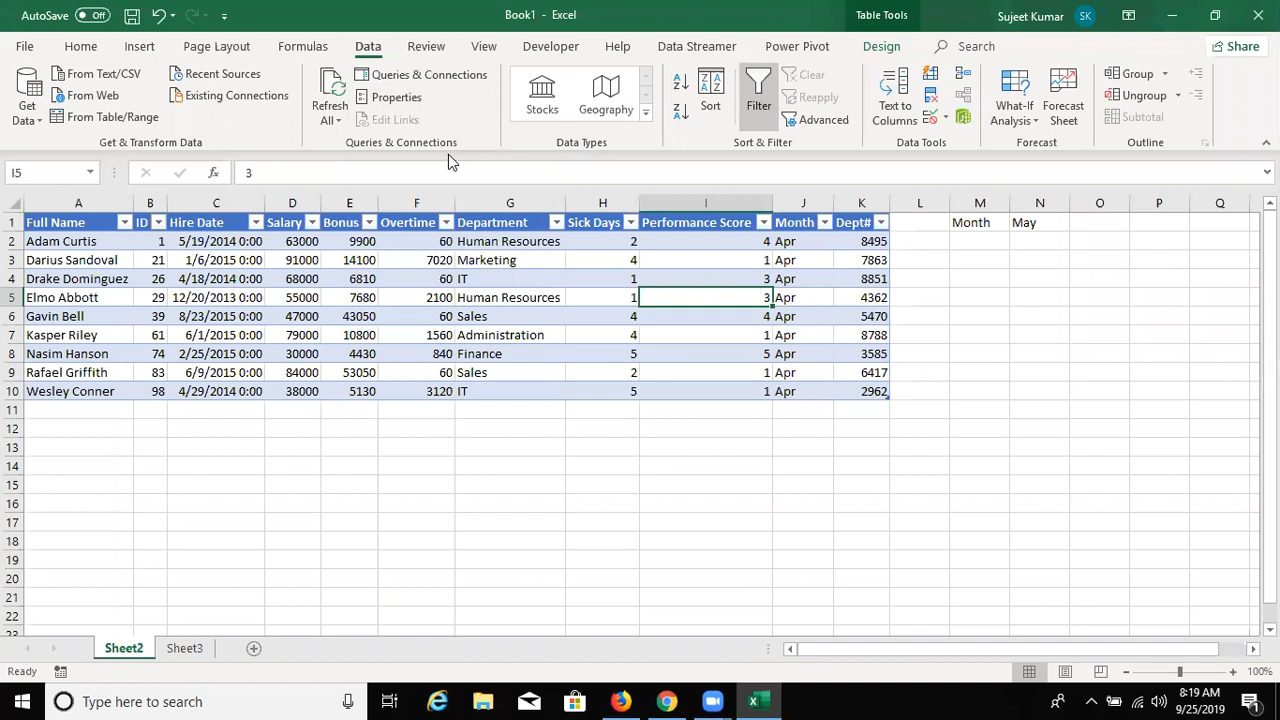 AutoSave Off Book1 - Excel Table Tools Sujeet Kumar SK
File Home Insert Page Layout Formulas Data Review View Developer Help Data Streamer Power Pivot Design Search Share
Get Data From Text/CSV From Web From Table/Range Recent Sources Existing Connections
Refresh All Queries & Connections Properties Edit Links
Stocks Geography
Sort Filter Clear Reapply Advanced
Text to Columns
What-If Analysis Forecast Sheet
Group Ungroup Subtotal
Get & Transform Data Queries & Connections Data Types Sort & Filter Data Tools Forecast Outline
I5 fx 3
A B C D E F G H I J K L M N O P Q
1 Full Name ID Hire Date Salary Bonus Overtime Department Sick Days Performance Score Month Dept# Month May
2 Adam Curtis 1 5/19/2014 0:00 63000 9900 60 Human Resources 2 4 Apr 8495
3 Darius Sandoval 21 1/6/2015 0:00 91000 14100 7020 Marketing 4 1 Apr 7863
4 Drake Dominguez 26 4/18/2014 0:00 68000 6810 60 IT 1 3 Apr 8851
5 Elmo Abbott 29 12/20/2013 0:00 55000 7680 2100 Human Resources 1 3 Apr 4362
6 Gavin Bell 39 8/23/2015 0:00 47000 43050 60 Sales 4 4 Apr 5470
7 Kasper Riley 61 6/1/2015 0:00 79000 10800 1560 Administration 4 1 Apr 8788
8 Nasim Hanson 74 2/25/2015 0:00 30000 4430 840 Finance 5 5 Apr 3585
9 Rafael Griffith 83 6/9/2015 0:00 84000 53050 60 Sales 2 1 Apr 6417
10 Wesley Conner 98 4/29/2014 0:00 38000 5130 3120 IT 5 1 Apr 2962
11
12
13
14
15
16
17
18
19
20
21
22
23
Sheet2 Sheet3
Ready 100%
Type here to search 8:19 AM
9/25/2019 1